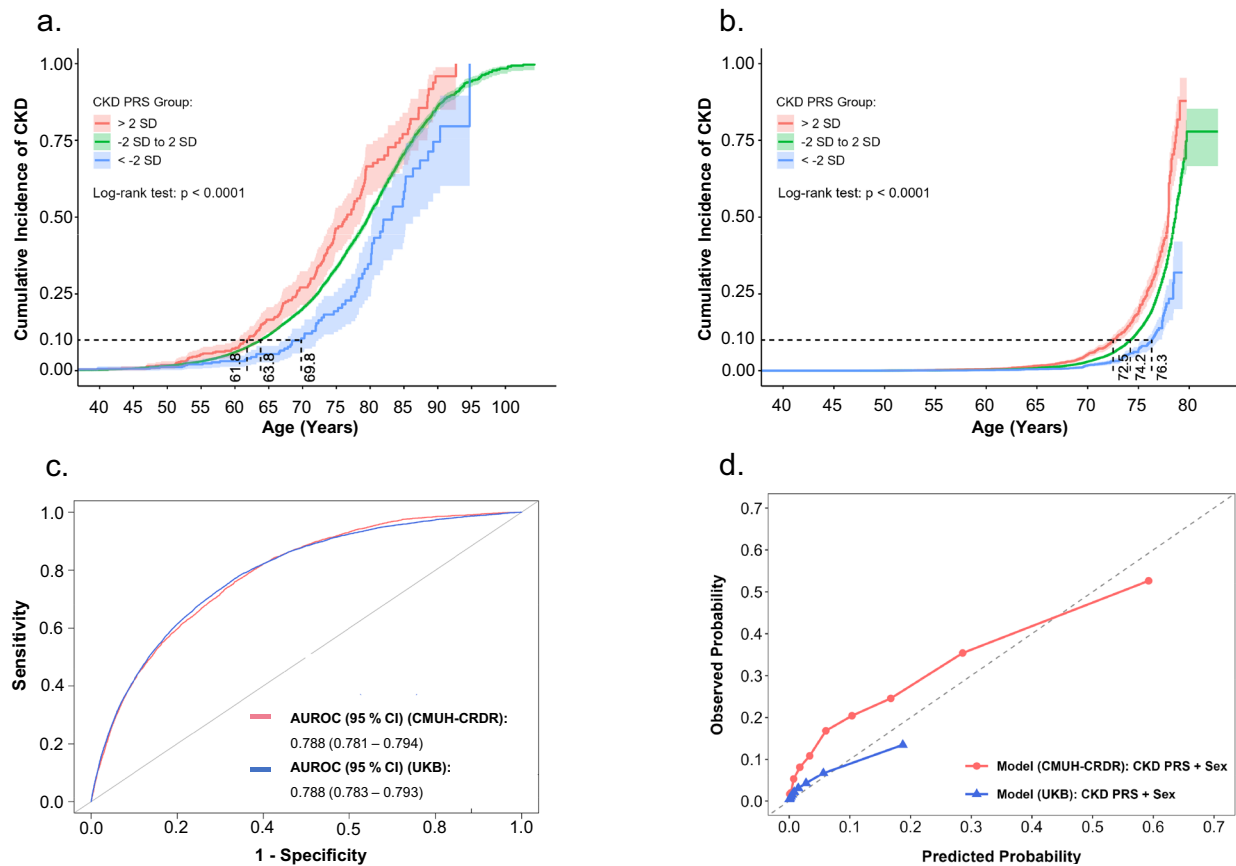 a.
1.00
0.75
0.50
0.25
0.10
0.00
Cumulative Incidence of CKD
CKD PRS Group:
> 2 SD
-2 SD to 2 SD
< -2 SD
Log-rank test: p < 0.0001
61.8
63.8
69.8
40 45 50 55 60 65 70 75 80 85 90 95 100
Age (Years)
b.
1.00
0.75
0.50
0.25
0.10
0.00
Cumulative Incidence of CKD
CKD PRS Group:
> 2 SD
-2 SD to 2 SD
< -2 SD
Log-rank test: p < 0.0001
72.5
74.2
76.3
40 45 50 55 60 65 70 75 80
Age (Years)
c.
1.0
0.8
0.6
0.4
0.2
0.0
Sensitivity
AUROC (95 % CI) (CMUH-CRDR):
0.788 (0.781 – 0.794)
AUROC (95 % CI) (UKB):
0.788 (0.783 – 0.793)
0.0 0.2 0.4 0.5 0.8 1.0
1 - Specificity
d.
0.7
0.6
0.5
0.4
0.3
0.2
0.1
0.0
Observed Probability
Model (CMUH-CRDR): CKD PRS + Sex
Model (UKB): CKD PRS + Sex
0.0 0.1 0.2 0.3 0.4 0.5 0.6 0.7
Predicted Probability